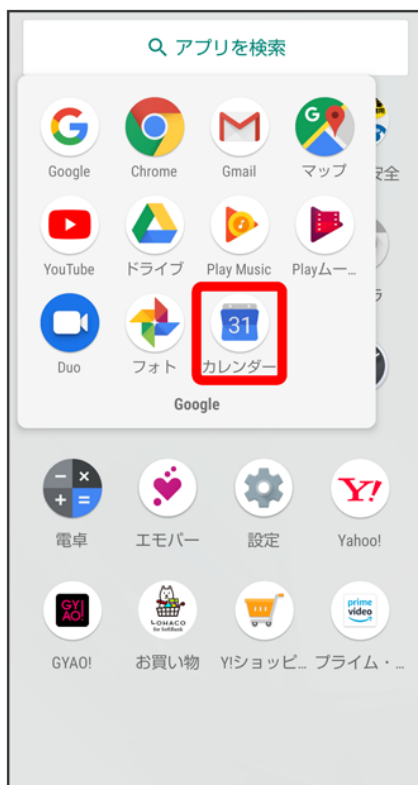 アプリを検索
G
Google
Chrome
Gmail
マップ
安全
YouTube
ドライブ
Play Music
Playムー...
ラ
31
Duo
フォト
カレンダー
Google
電卓
エモパー
設定
Y!
Yahoo!
GYAO!
LOHACO
for SoftBank
prime
video
GYAO!
お買い物
Y!ショッピ...
プライム・...